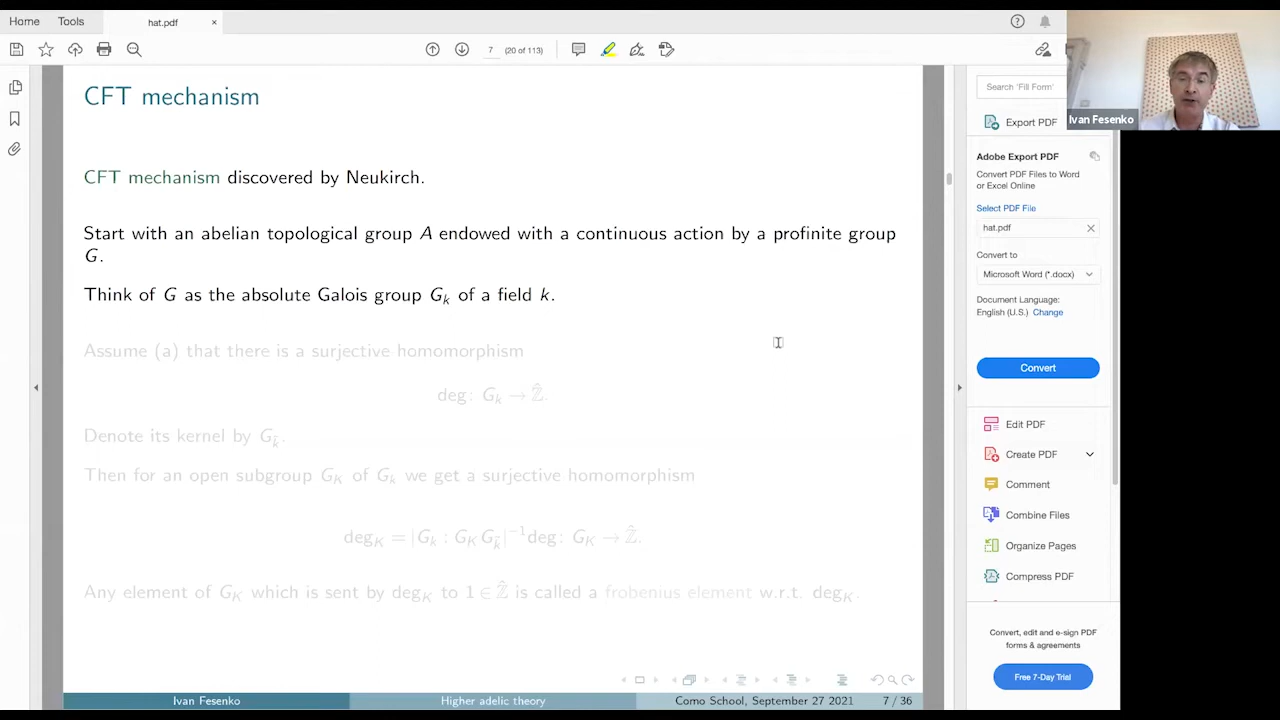 Home
Tools
hat.pdf
×
7
(20 of 113)
Search 'Fill Form'
Ivan Fesenko
CFT mechanism
CFT mechanism discovered by Neukirch.
Start with an abelian topological group A endowed with a continuous action by a profinite group
G.
Think of G as the absolute Galois group Gₖ of a field k.
Assume (a) that there is a surjective homomorphism
deg: Gₖ → Ẑ.
Denote its kernel by G_k̃.
Then for an open subgroup G_K of Gₖ we get a surjective homomorphism
deg_K = |Gₖ : G_K G_k̃|⁻¹ deg: G_K → Ẑ.
Any element of G_K which is sent by deg_K to 1 ∈ Ẑ is called a frobenius element w.r.t. deg_K.
Ivan Fesenko
Higher adelic theory
Como School, September 27 2021
7 / 36
Export PDF
Adobe Export PDF
Convert PDF Files to Word
or Excel Online
Select PDF File
hat.pdf
Convert to
Microsoft Word (*.docx)
Document Language:
English (U.S.) Change
Convert
Edit PDF
Create PDF
Comment
Combine Files
Organize Pages
Compress PDF
Convert, edit and e-sign PDF
forms & agreements
Free 7-Day Trial